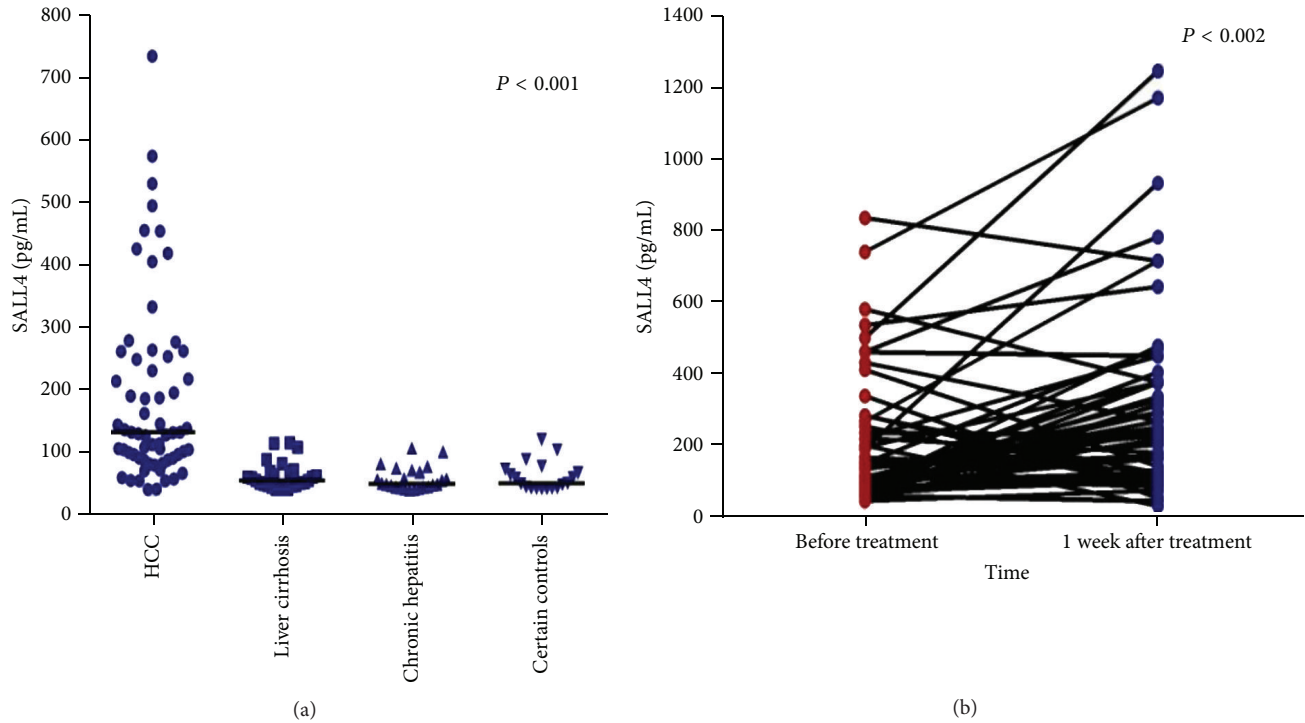 800
700
600
500
400
300
200
100
0
SALL4 (pg/mL)
P < 0.001
HCC
Liver cirrhosis
Chronic hepatitis
Certain controls
(a)
1400
1200
1000
800
600
400
200
0
SALL4 (pg/mL)
P < 0.002
Before treatment
1 week after treatment
Time
(b)